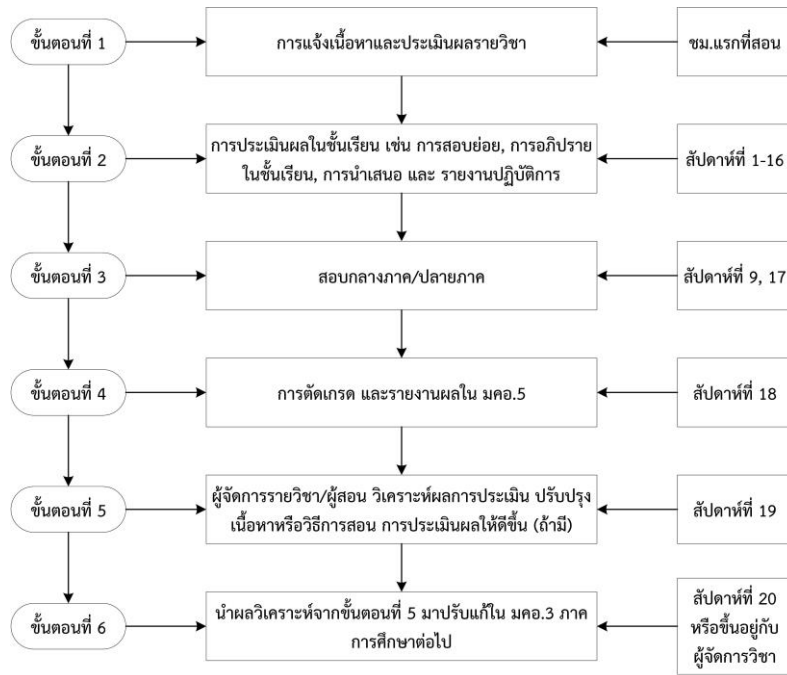 ขั้นตอนที่ 1
การแจ้งเนื้อหาและประเมินผลรายวิชา
ชม.แรกที่สอน
ขั้นตอนที่ 2
การประเมินผลในชั้นเรียน เช่น การสอบย่อย, การอภิปราย
ในชั้นเรียน, การนำเสนอ และ รายงานปฏิบัติการ
สัปดาห์ที่ 1-16
ขั้นตอนที่ 3
สอบกลางภาค/ปลายภาค
สัปดาห์ที่ 9, 17
ขั้นตอนที่ 4
การตัดเกรด และรายงานผลใน มคอ.5
สัปดาห์ที่ 18
ขั้นตอนที่ 5
ผู้จัดการรายวิชา/ผู้สอน วิเคราะห์ผลการประเมิน ปรับปรุง
เนื้อหาหรือวิธีการสอน การประเมินผลให้ดีขึ้น (ถ้ามี)
สัปดาห์ที่ 19
ขั้นตอนที่ 6
นำผลวิเคราะห์จากขั้นตอนที่ 5 มาปรับแก้ใน มคอ.3 ภาค
การศึกษาต่อไป
สัปดาห์ที่ 20
หรือขึ้นอยู่กับ
ผู้จัดการวิชา